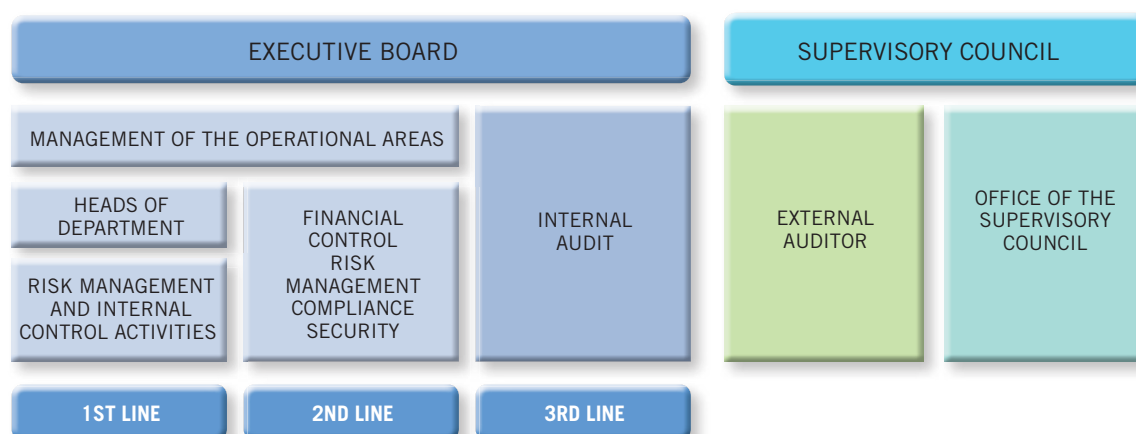 EXECUTIVE BOARD
SUPERVISORY COUNCIL
MANAGEMENT OF THE OPERATIONAL AREAS
HEADS OF
DEPARTMENT
RISK MANAGEMENT
AND INTERNAL
CONTROL ACTIVITIES
FINANCIAL
CONTROL
RISK
MANAGEMENT
COMPLIANCE
SECURITY
INTERNAL
AUDIT
EXTERNAL
AUDITOR
OFFICE OF THE
SUPERVISORY
COUNCIL
1ST LINE
2ND LINE
3RD LINE